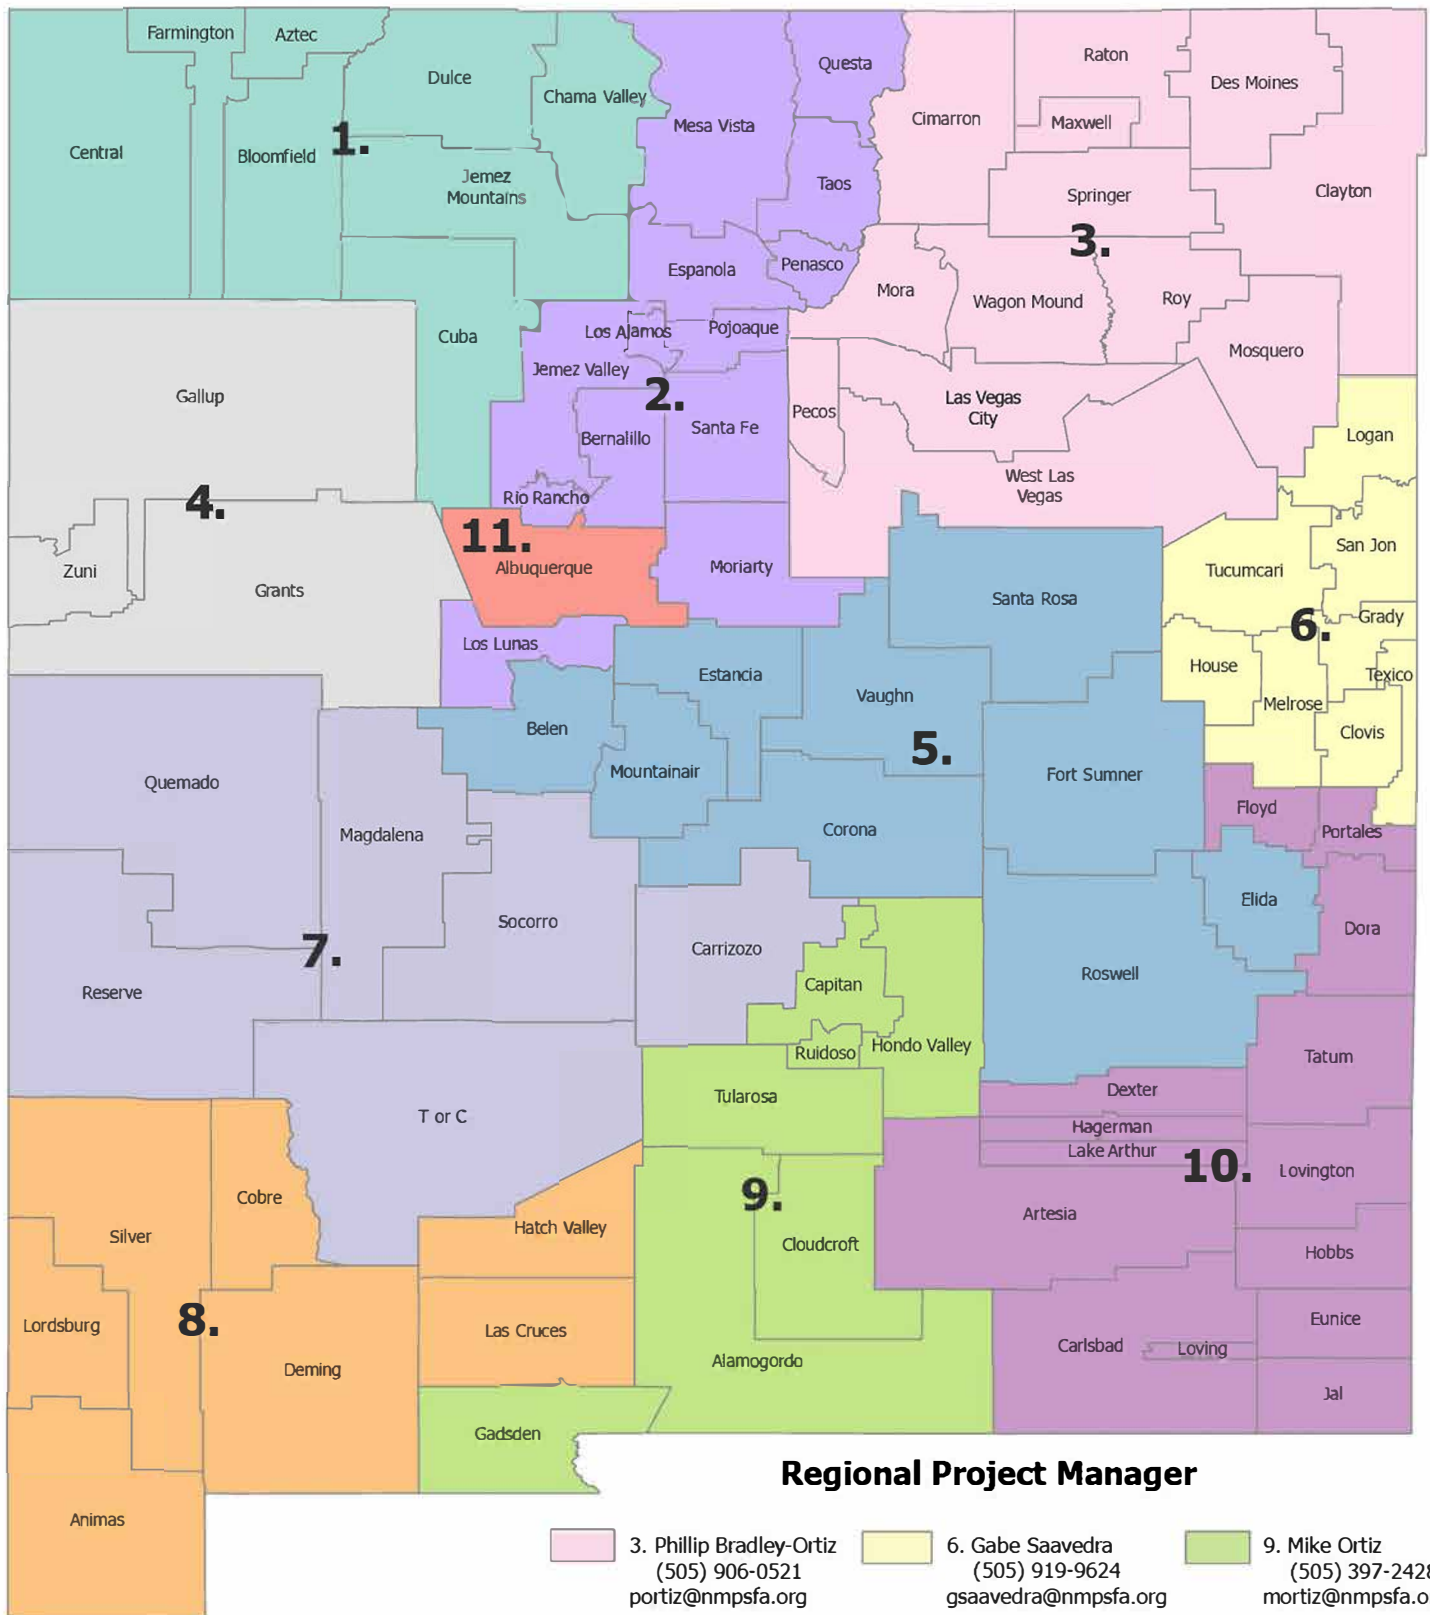 Farmington
Aztec
Dulce
Chama Valley
Central
Bloomfield
1.
Jemez
Mountains
Cuba
Mesa Vista
Questa
Taos
Espanola
Penasco
Los Alamos
Pojoaque
Jemez Valley
2.
Bernalillo
Santa Fe
Rio Rancho
Moriarty
Los Lunas
Cimarron
Raton
Maxwell
Des Moines
Springer
Clayton
3.
Mora
Wagon Mound
Roy
Mosquero
Pecos
Las Vegas
City
West Las
Vegas
Gallup
4.
Zuni
Grants
11.
Albuquerque
Logan
San Jon
Tucumcari
6.
Grady
House
Texico
Melrose
Clovis
Santa Rosa
Estancia
Vaughn
Belen
Mountainair
5.
Fort Sumner
Corona
Elida
Roswell
Quemado
Magdalena
Socorro
7.
Reserve
Carrizozo
T or C
Floyd
Portales
Dora
Tatum
Dexter
Hagerman
Lake Arthur
10.
Lovington
Artesia
Hobbs
Eunice
Carlsbad
Loving
Jal
Capitan
Ruidoso
Hondo Valley
Tularosa
9.
Cloudcroft
Alamogordo
Gadsden
Cobre
Silver
Hatch Valley
Lordsburg
8.
Las Cruces
Deming
Animas
Regional Project Manager
3. Phillip Bradley-Ortiz
(505) 906-0521
portiz@nmpsfa.org
6. Gabe Saavedra
(505) 919-9624
gsaavedra@nmpsfa.org
9. Mike Ortiz
(505) 397-2428
mortiz@nmpsfa.o